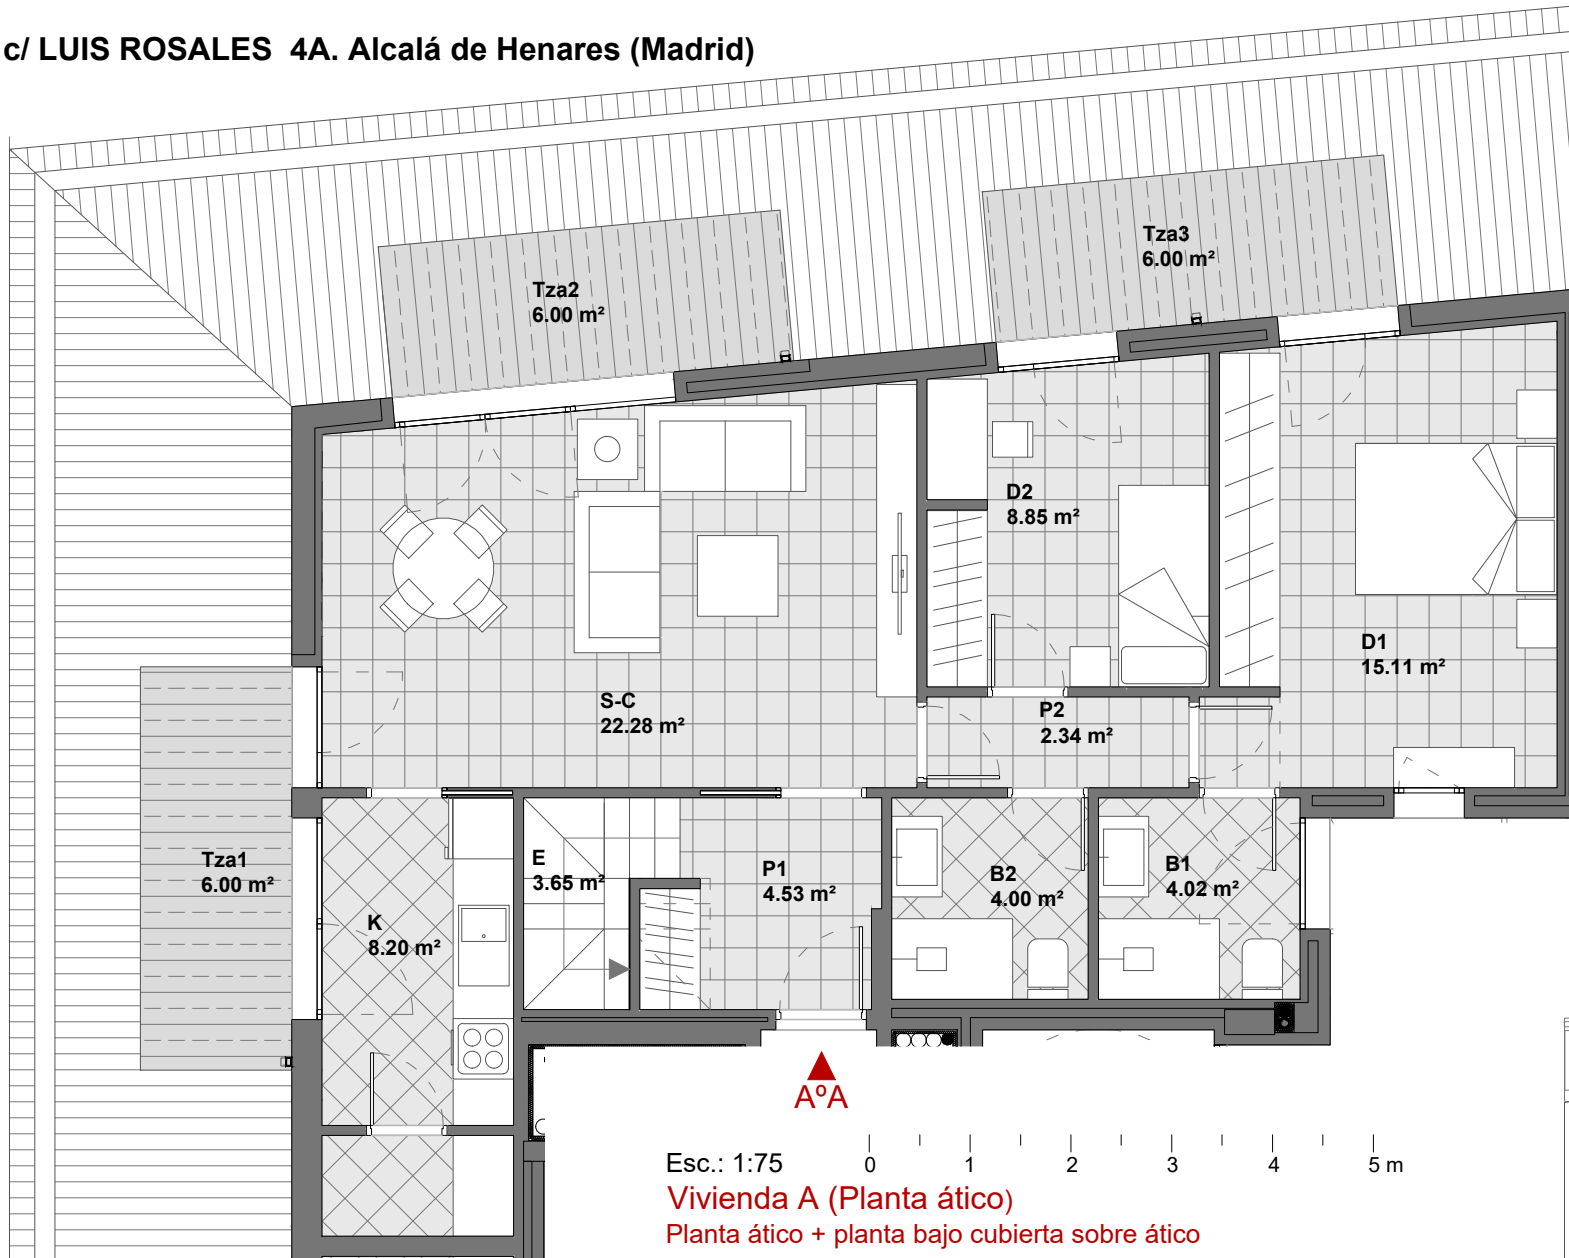 c/ LUIS ROSALES  4A. Alcalá de Henares (Madrid)
Tza3
6.00 m²
Tza2
6.00 m²
D2
8.85 m²
D1
15.11 m²
S-C
22.28 m²
P2
2.34 m²
Tza1
6.00 m²
E
3.65 m²
P1
4.53 m²
B2
4.00 m²
B1
4.02 m²
K
8.20 m²
AºA
Esc.: 1:75
0 1 2 3 4 5 m
Vivienda A (Planta ático)
Planta ático + planta bajo cubierta sobre ático